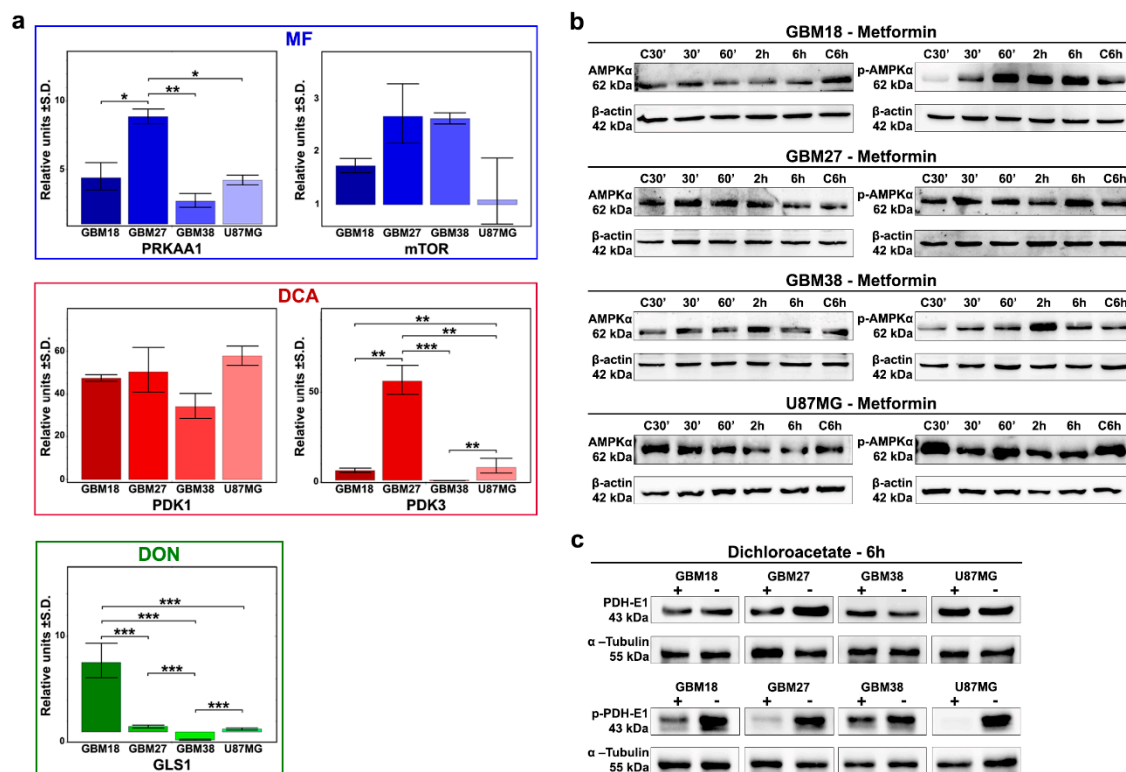 a
MF
Relative units ±S.D.
10
5
*
**
*
GBM18 GBM27 GBM38 U87MG
PRKAA1
Relative units ±S.D.
3
2
1
GBM18 GBM27 GBM38 U87MG
mTOR
DCA
Relative units ±S.D.
60
40
20
0
GBM18 GBM27 GBM38 U87MG
PDK1
Relative units ±S.D.
50
0
**
**
** ***
**
GBM18 GBM27 GBM38 U87MG
PDK3
DON
Relative units ±S.D.
10
0
***
***
***
***
***
GBM18 GBM27 GBM38 U87MG
GLS1
b
GBM18 - Metformin
C30' 30' 60' 2h 6h C6h
AMPKα
62 kDa
β-actin
42 kDa
C30' 30' 60' 2h 6h C6h
p-AMPKα
62 kDa
β-actin
42 kDa
GBM27 - Metformin
C30' 30' 60' 2h 6h C6h
AMPKα
62 kDa
β-actin
42 kDa
C30' 30' 60' 2h 6h C6h
p-AMPKα
62 kDa
β-actin
42 kDa
GBM38 - Metformin
C30' 30' 60' 2h 6h C6h
AMPKα
62 kDa
β-actin
42 kDa
C30' 30' 60' 2h 6h C6h
p-AMPKα
62 kDa
β-actin
42 kDa
U87MG - Metformin
C30' 30' 60' 2h 6h C6h
AMPKα
62 kDa
β-actin
42 kDa
C30' 30' 60' 2h 6h C6h
p-AMPKα
62 kDa
β-actin
42 kDa
c
Dichloroacetate - 6h
GBM18 GBM27 GBM38 U87MG
+ - + - + - + -
PDH-E1
43 kDa
α –Tubulin
55 kDa
GBM18 GBM27 GBM38 U87MG
+ - + - + - + -
p-PDH-E1
43 kDa
α –Tubulin
55 kDa